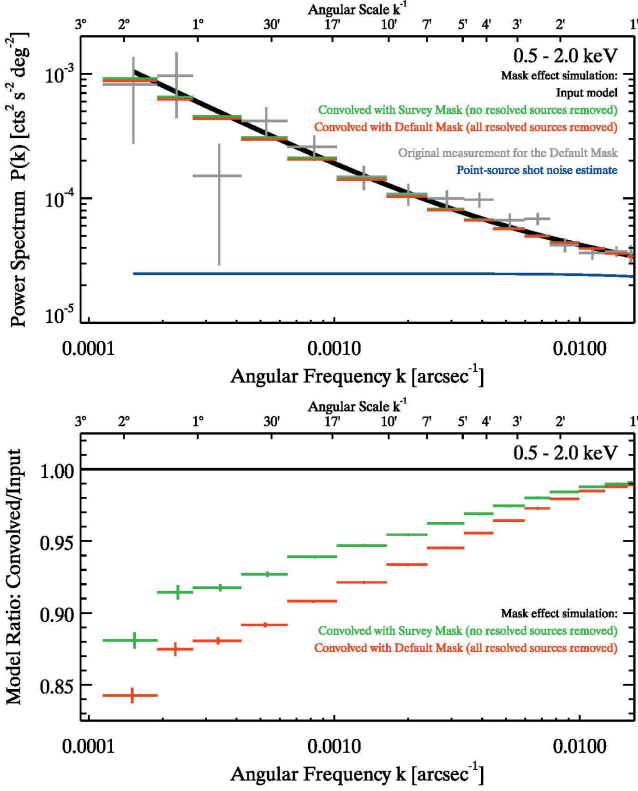 Angular Scale k⁻¹
3° 2° 1° 30' 17' 10' 7' 5' 4' 3' 2' 1'
0.5 - 2.0 keV
Mask effect simulation:
Input model
Convolved with Survey Mask (no resolved sources removed)
Convolved with Default Mask (all resolved sources removed)
Original measurement for the Default Mask
Point-source shot noise estimate
Power Spectrum P(k) [cts² s⁻² deg⁻²]
10⁻³
10⁻⁴
10⁻⁵
0.0001 0.0010 0.0100
Angular Frequency k [arcsec⁻¹]
Angular Scale k⁻¹
3° 2° 1° 30' 17' 10' 7' 5' 4' 3' 2' 1'
0.5 - 2.0 keV
Model Ratio: Convolved/Input
1.00
0.95
0.90
0.85
Mask effect simulation:
Convolved with Survey Mask (no resolved sources removed)
Convolved with Default Mask (all resolved sources removed)
0.0001 0.0010 0.0100
Angular Frequency k [arcsec⁻¹]